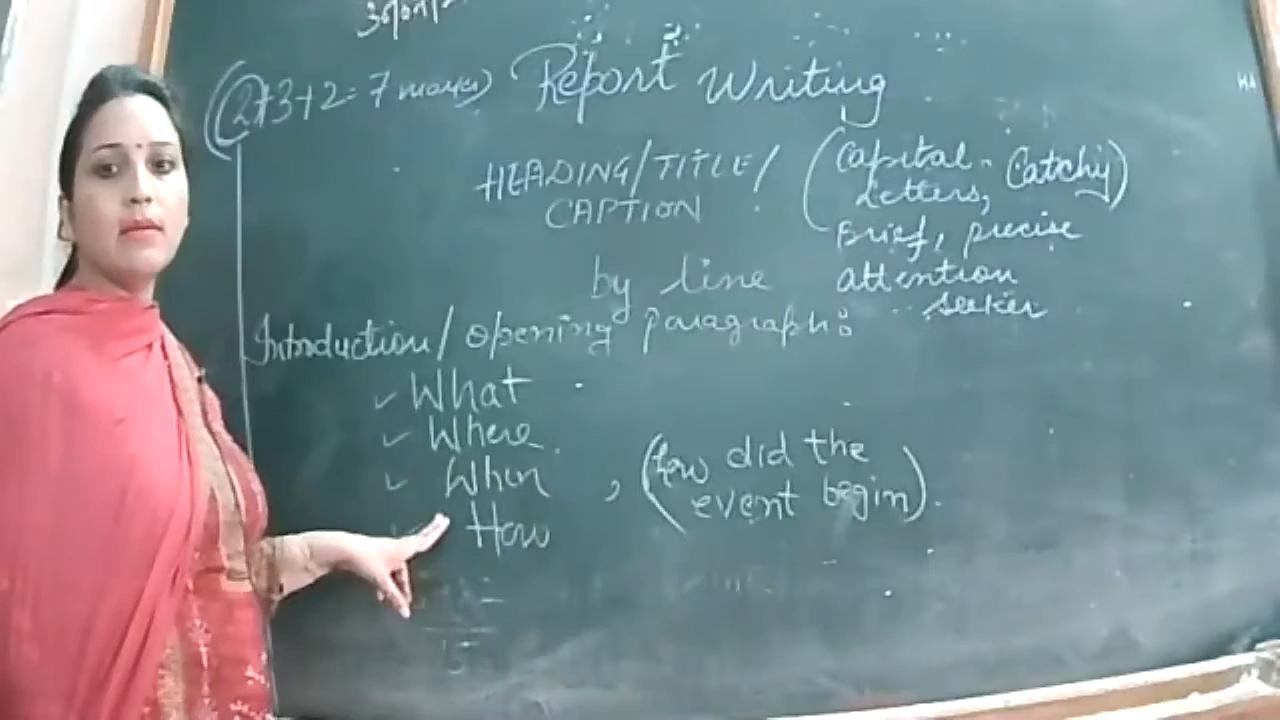 (2+3+2=7 marks) Report Writing
HEADING/TITLE/
CAPTION
(Capital
Letters,
Catchy)
Brief, precise
attention
seeker
by line
Introduction/opening paragraph:
✓ What
✓ Where
✓ When
How
, (how did the
event begin).